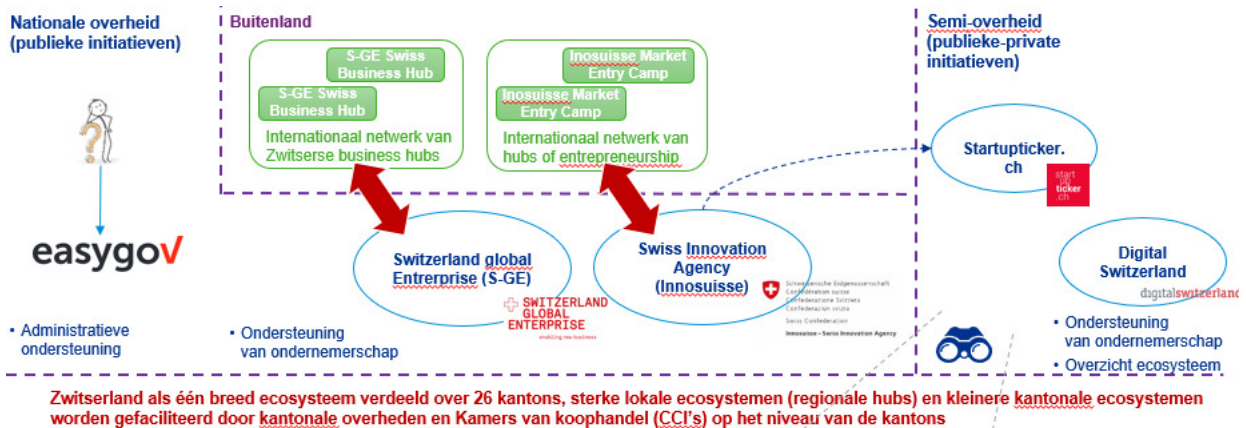 Nationale overheid
(publieke initiatieven)
easygov
• Administratieve
ondersteuning
Buitenland
S-GE Swiss
Business Hub
S-GE Swiss
Business Hub
Internationaal netwerk van
Zwitserse business hubs
Inosuisse Market
Entry Camp
Inosuisse Market
Entry Camp
Internationaal netwerk van
hubs of entrepreneurship
Switzerland global
Entrerprise (S-GE)
SWITZERLAND
GLOBAL
ENTERPRISE
enabling new business
• Ondersteuning
van ondernemerschap
Swiss Innovation
Agency
(Innosuisse)
Schweizerische Eidgenossenschaft
Confédération suisse
Confederazione Svizzera
Confederaziun svizra
Swiss Confederation
Innosuisse – Swiss Innovation Agency
Semi-overheid
(publieke-private
initiatieven)
Startupticker.
ch
start
up
ticker
.ch
Digital
Switzerland
digitalswitzerland
• Ondersteuning
van ondernemerschap
• Overzicht ecosysteem
Zwitserland als één breed ecosysteem verdeeld over 26 kantons, sterke lokale ecosystemen (regionale hubs) en kleinere kantonale ecosystemen
worden gefaciliteerd door kantonale overheden en Kamers van koophandel (CCI's) op het niveau van de kantons